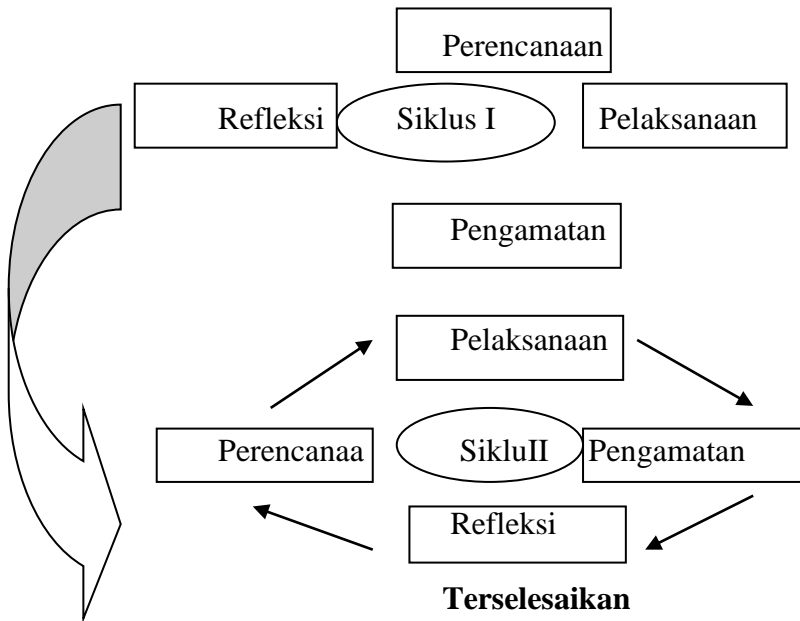 Perencanaan
Refleksi
Siklus I
Pelaksanaan
Pengamatan
Pelaksanaan
Perencanaa
SikluII
Pengamatan
Refleksi
Terselesaikan